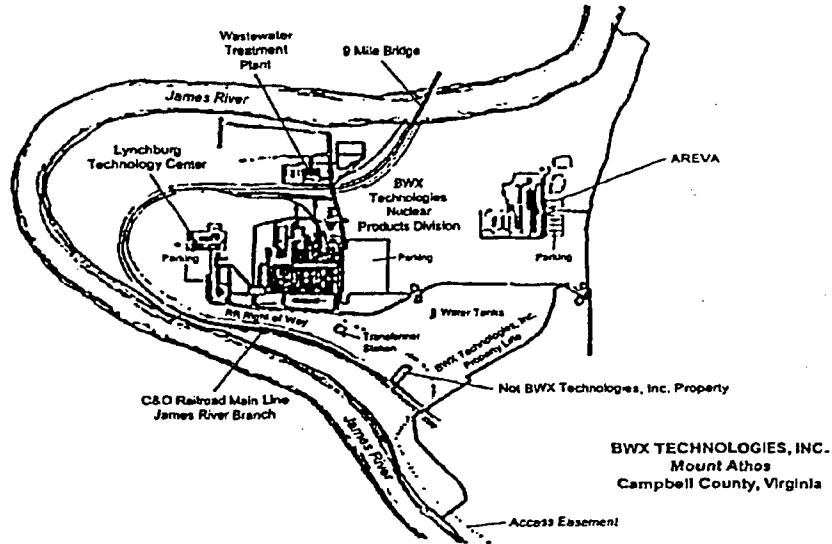 Wastewater
Treatment
Plant
9 Mile Bridge
James River
Lynchburg
Technology Center
AREVA
BWX
Technologies
Nuclear
Products Division
Parking
Parking
Parking
RR Right of Way
Water Tanks
Transformer
Station
BWX Technologies, Inc.
Property Line
Not BWX Technologies, Inc. Property
C&O Railroad Main Line
James River Branch
James River
BWX TECHNOLOGIES, INC.
Mount Athos
Campbell County, Virginia
Access Easement